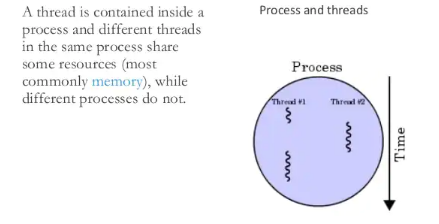 A thread is contained inside a
process and different threads
in the same process share
some resources (most
commonly memory), while
different processes do not.
Process and threads
Process
Thread #1
Thread #2
Time